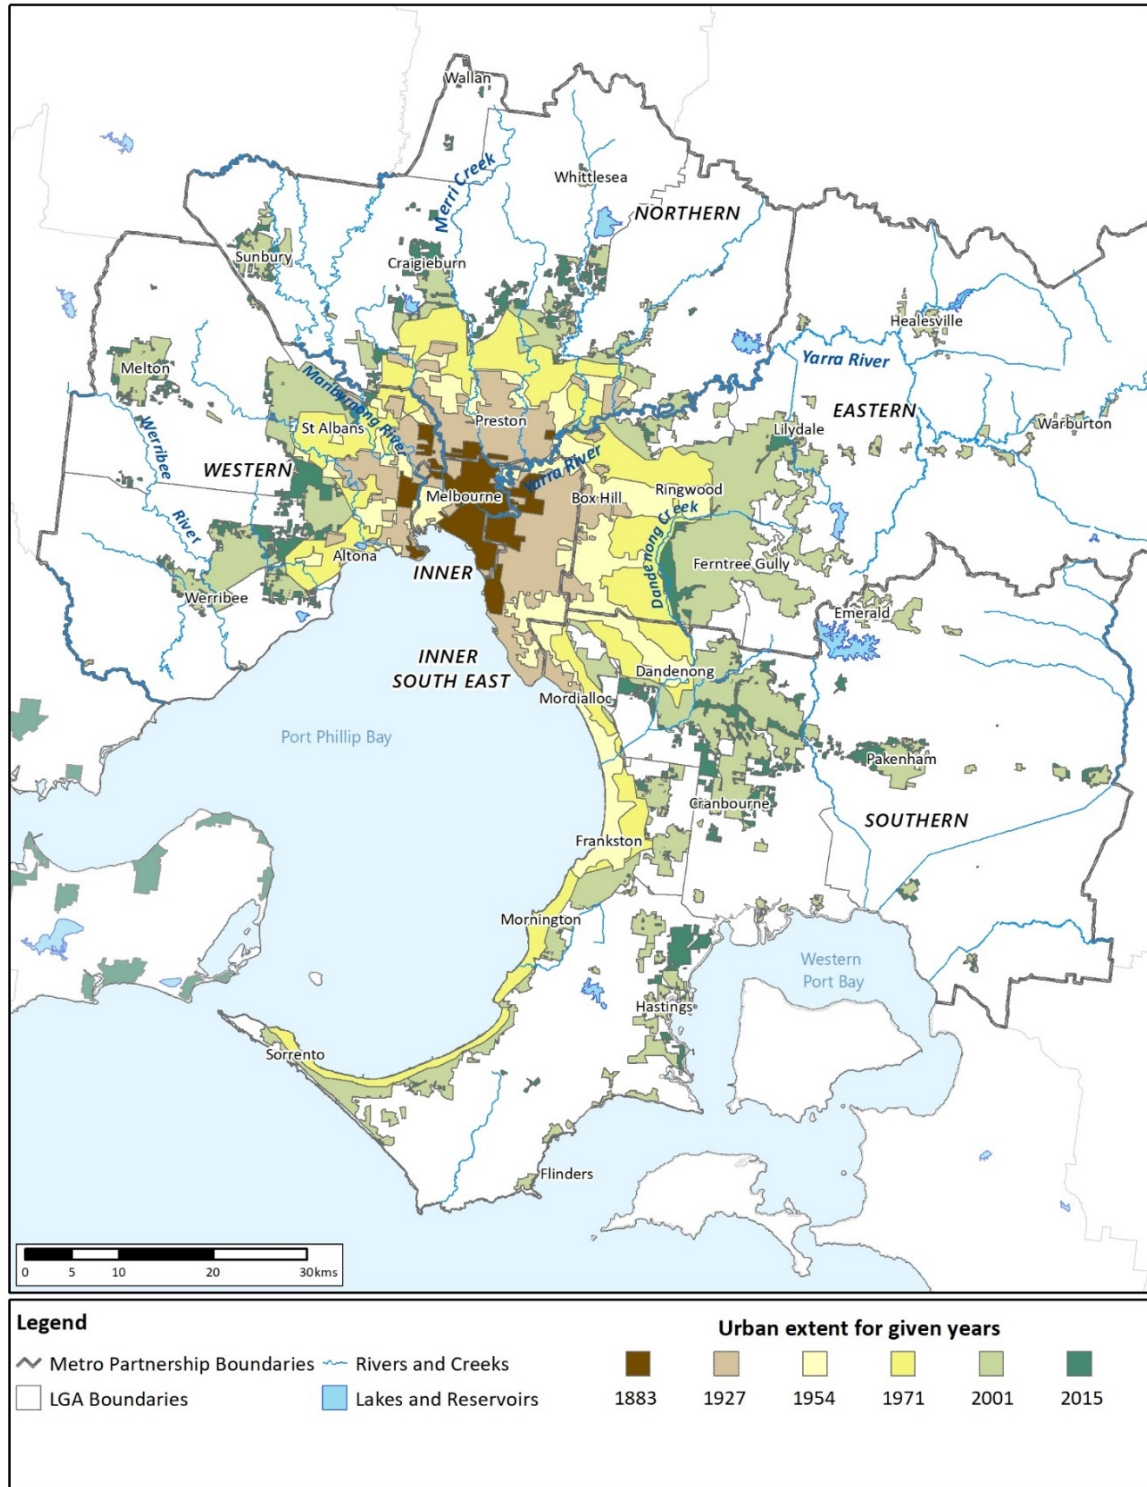 Wallan
Merri Creek
Whittlesea
NORTHERN
Sunbury
Craigieburn
Healesville
Yarra River
Melton
Maribyrnong River
EASTERN
Preston
St Albans
Lilydale
Warburton
Werribee
River
WESTERN
Yarra River
Melbourne
Box Hill
Ringwood
Dandenong Creek
Altona
Ferntree Gully
INNER
Werribee
Emerald
INNER
SOUTH EAST
Dandenong
Mordialloc
Port Phillip Bay
Pakenham
Cranbourne
SOUTHERN
Frankston
Mornington
Western
Port Bay
Hastings
Sorrento
Flinders
0 5 10 20 30 kms
Legend
Urban extent for given years
Metro Partnership Boundaries Rivers and Creeks
LGA Boundaries Lakes and Reservoirs
1883 1927 1954 1971 2001 2015